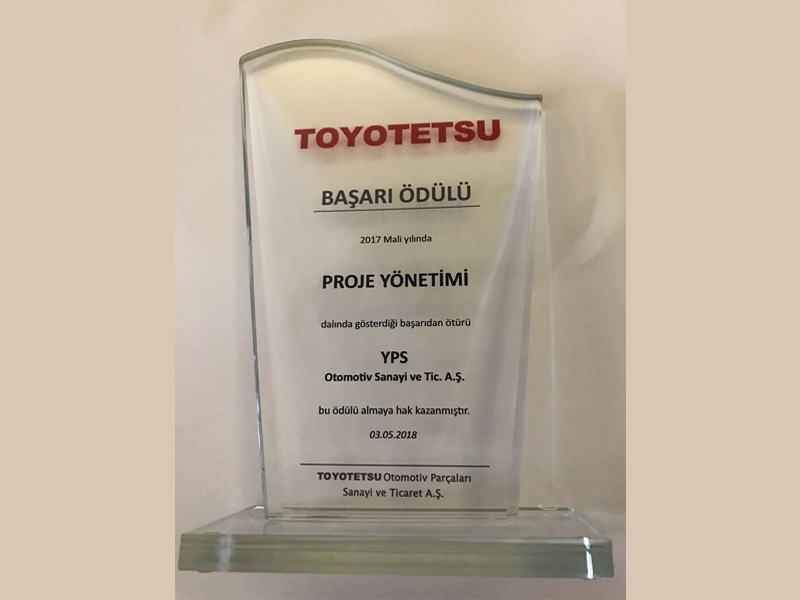 TOYOTETSU
BAŞARI ÖDÜLÜ
2017 Mali yılında
PROJE YÖNETİMİ
dalında gösterdiği başarıdan ötürü
YPS
Otomotiv Sanayi ve Tic. A.Ş.
bu ödülü almaya hak kazanmıştır.
03.05.2018
TOYOTETSU Otomotiv Parçaları
Sanayi ve Ticaret A.Ş.